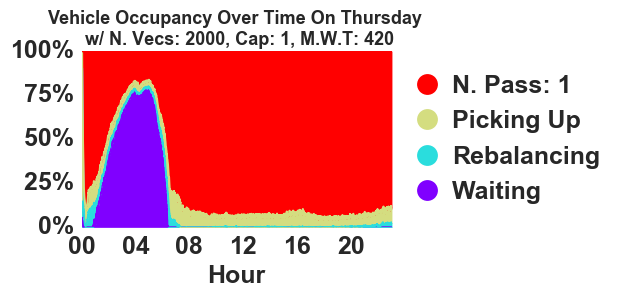 Vehicle Occupancy Over Time On Thursday
w/ N. Vecs: 2000, Cap: 1, M.W.T: 420
100%
75%
50%
25%
0%
00 04 08 12 16 20
Hour
N. Pass: 1
Picking Up
Rebalancing
Waiting